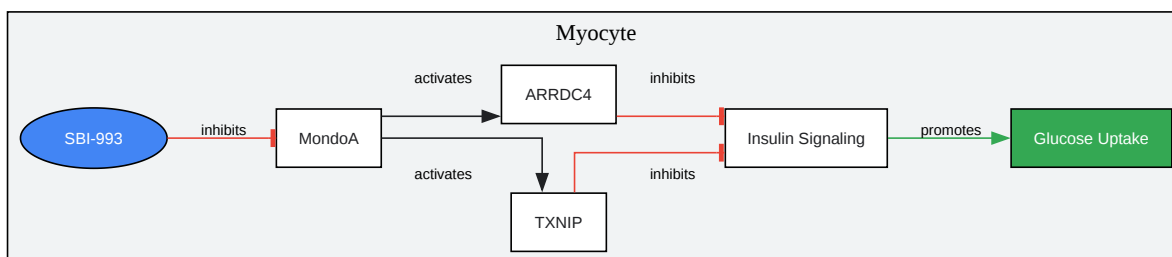 Myocyte
activates
ARRDC4
inhibits
SBI-993
inhibits
MondoA
Insulin Signaling
promotes
Glucose Uptake
activates
inhibits
TXNIP